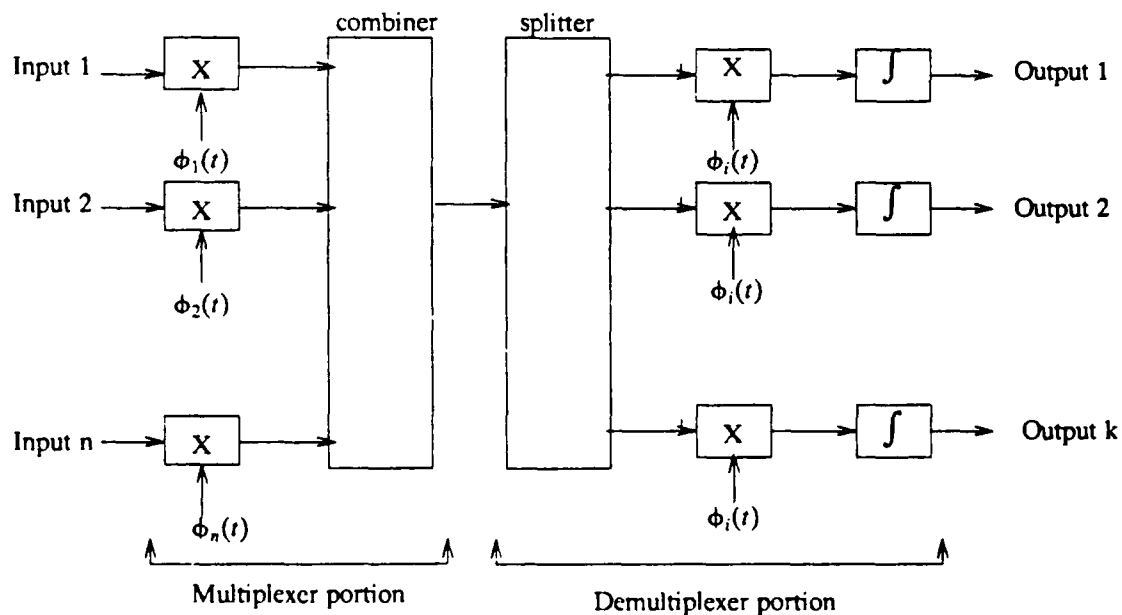 combiner splitter
Input 1 X X ∫ Output 1
ϕ₁(t) ϕᵢ(t)
Input 2 X X ∫ Output 2
ϕ₂(t) ϕᵢ(t)
Input n X X ∫ Output k
ϕₙ(t) ϕᵢ(t)
Multiplexer portion Demultiplexer portion